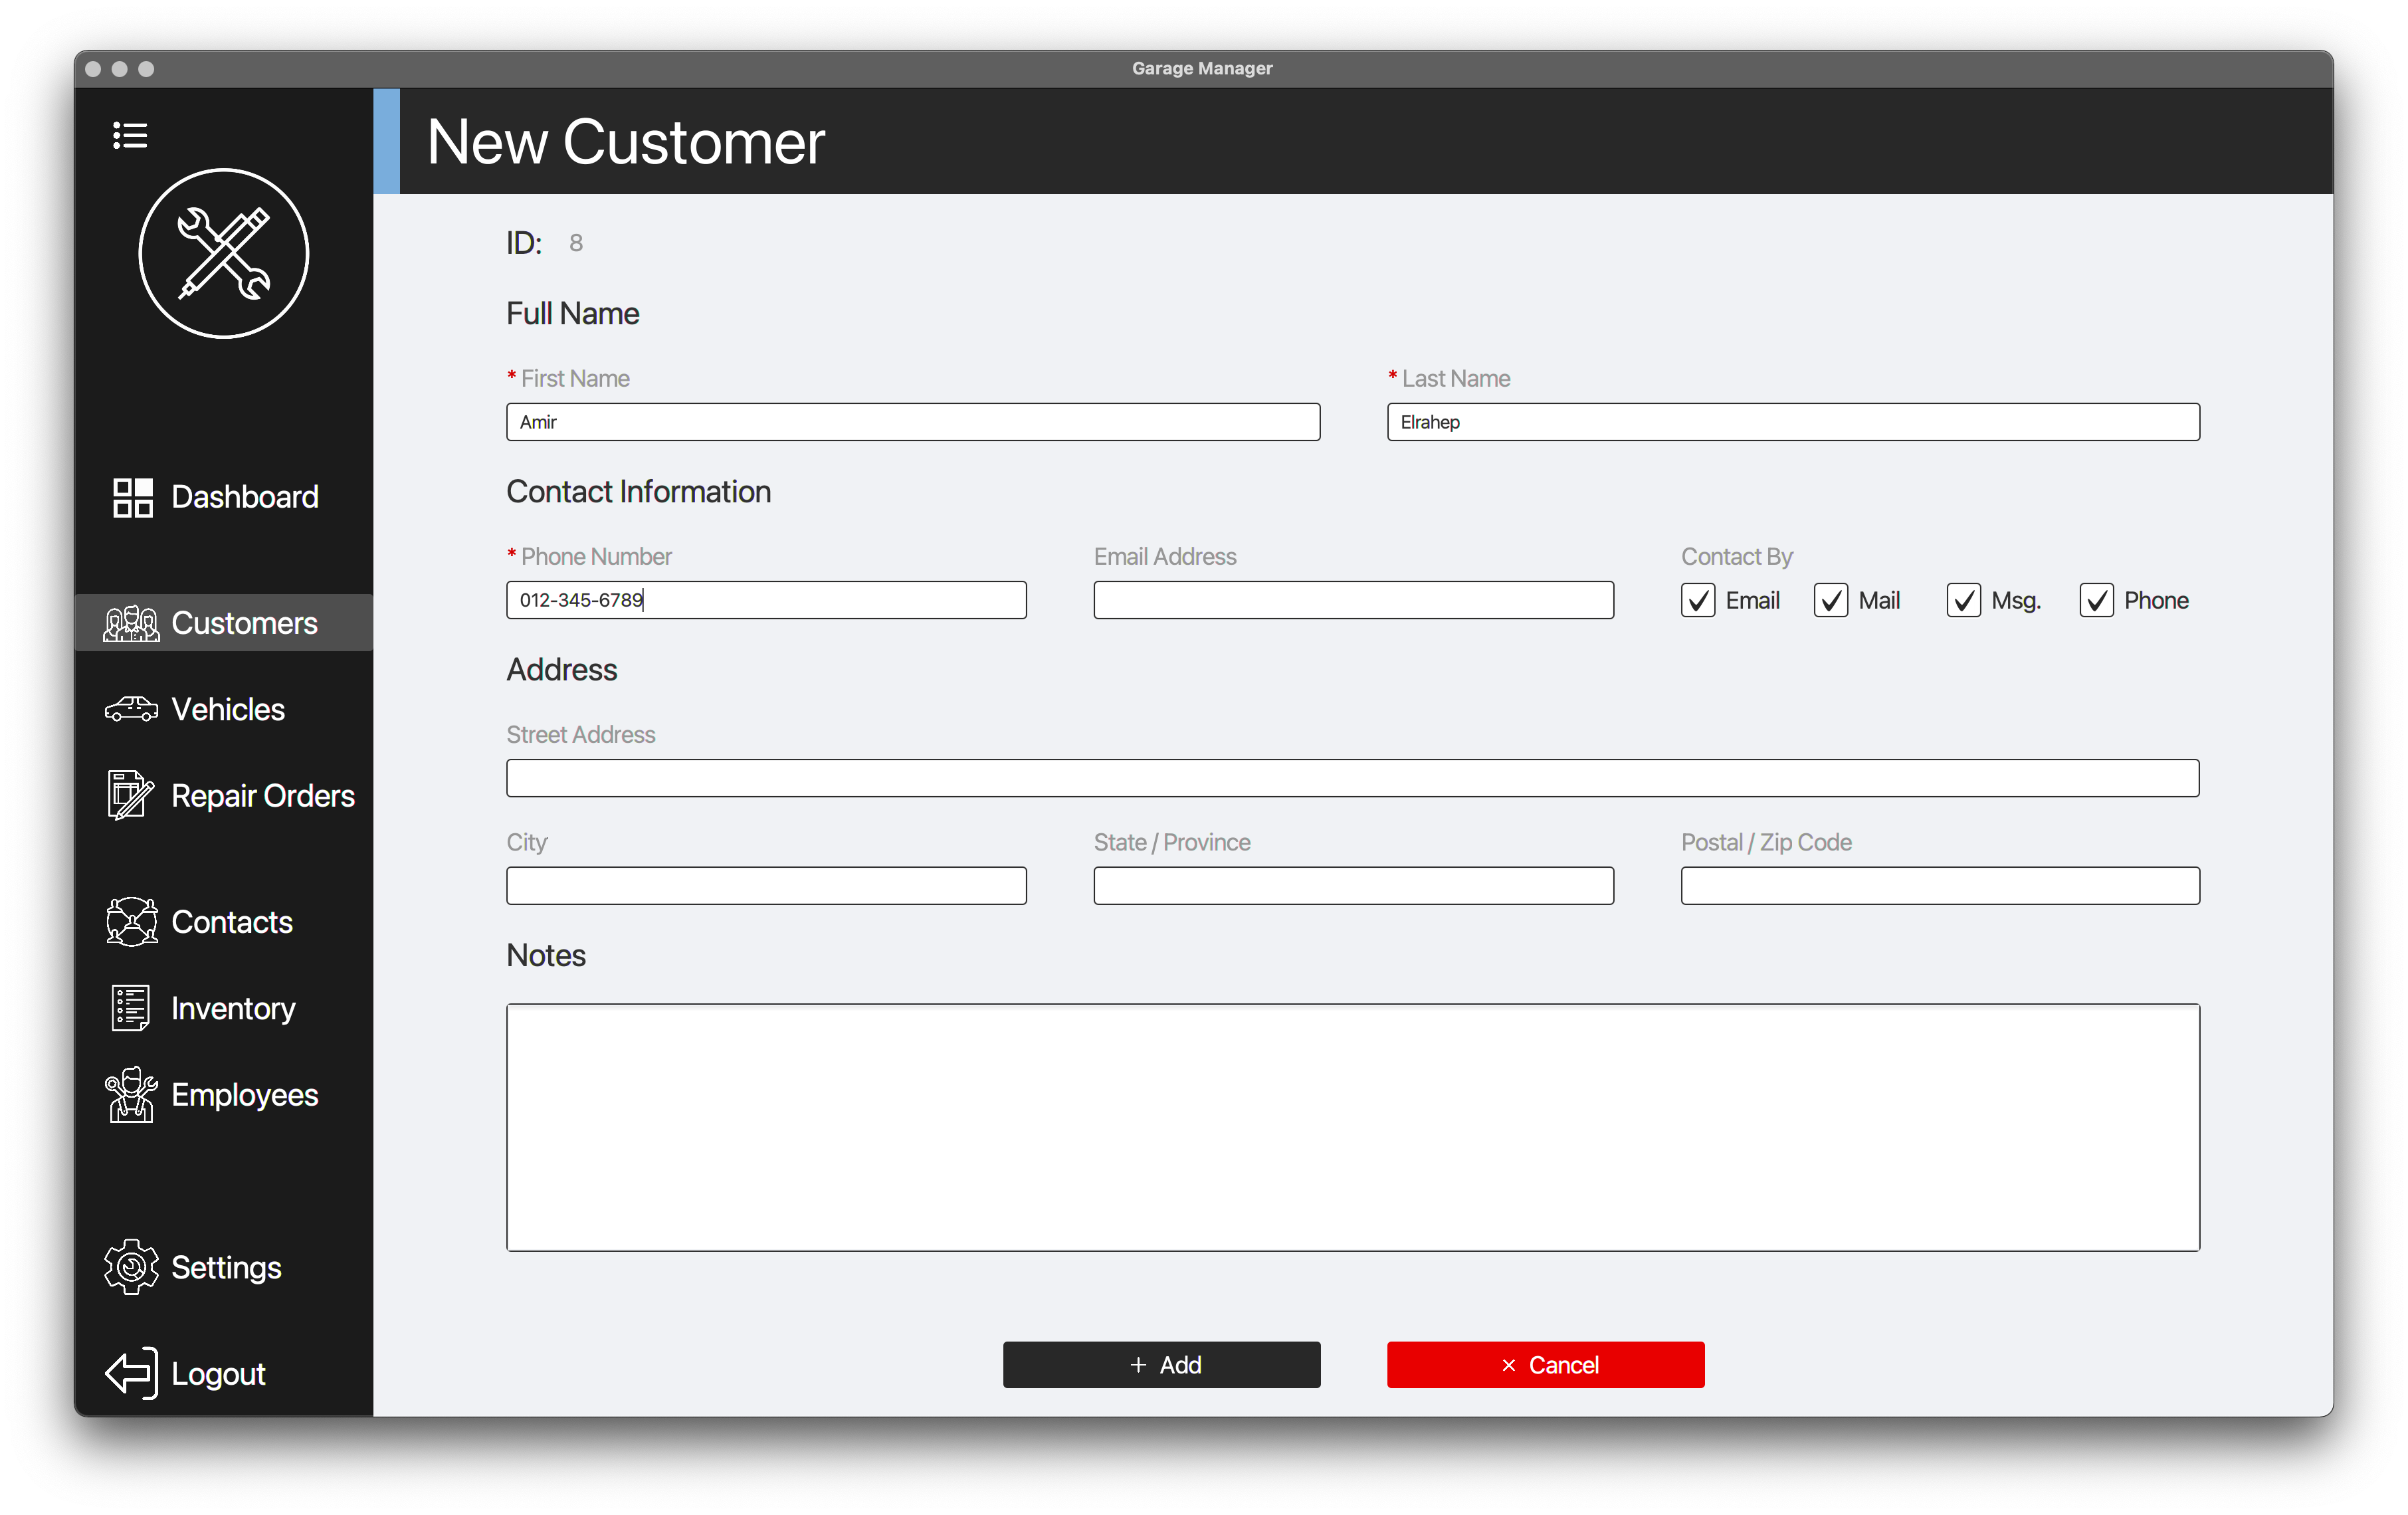 Garage Manager
New Customer
ID: 8
Full Name
* First Name
* Last Name
Amir
Elrahep
Contact Information
* Phone Number
Email Address
Contact By
012-345-6789
Email
Mail
Msg.
Phone
Address
Street Address
City
State / Province
Postal / Zip Code
Notes
+ Add
× Cancel
Dashboard
Customers
Vehicles
Repair Orders
Contacts
Inventory
Employees
Settings
Logout